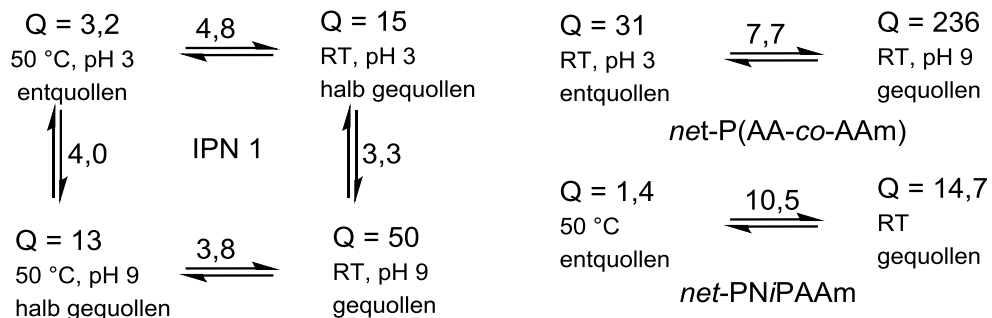 Q = 3,2
50 °C, pH 3
entquollen
4,8
Q = 15
RT, pH 3
halb gequollen
4,0
IPN 1
3,3
Q = 13
50 °C, pH 9
halb gequollen
3,8
Q = 50
RT, pH 9
gequollen
Q = 31
RT, pH 3
entquollen
7,7
Q = 236
RT, pH 9
gequollen
net-P(AA-co-AAm)
Q = 1,4
50 °C
entquollen
10,5
Q = 14,7
RT
gequollen
net-PNiPAAm